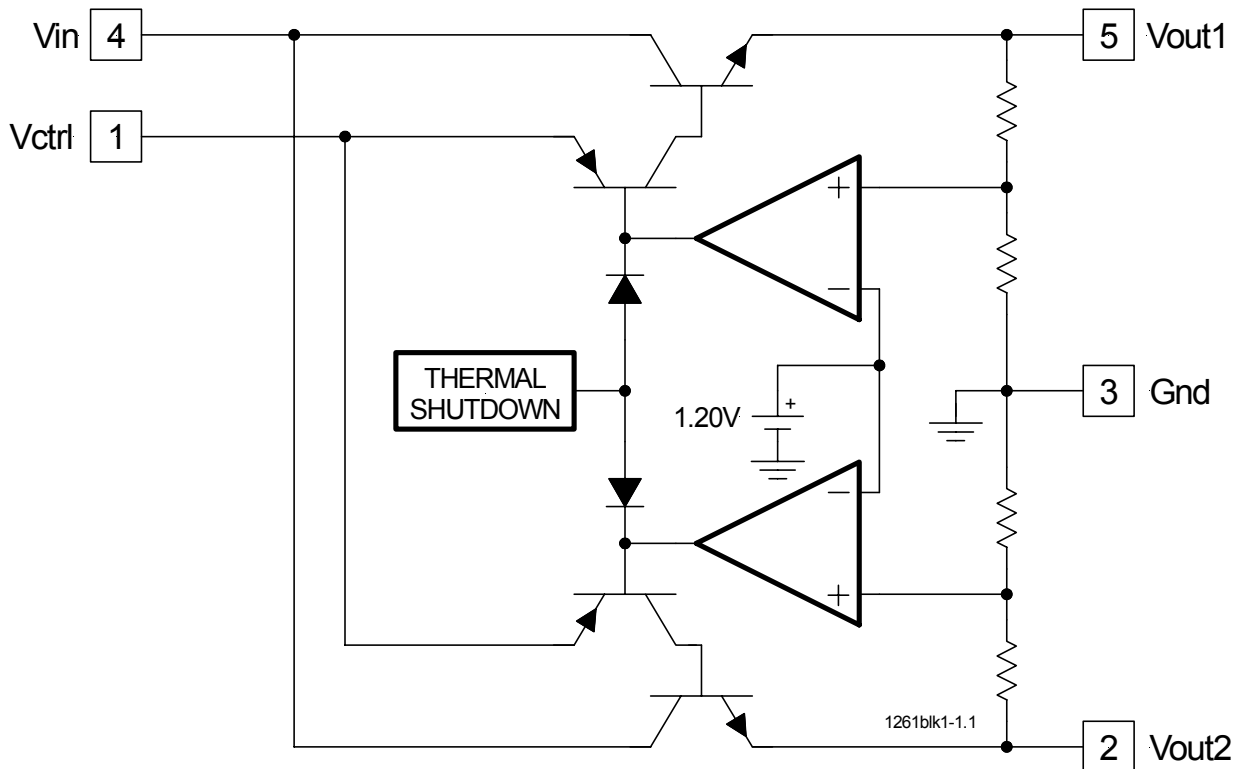 Vin 4
5 Vout1
Vctrl 1
+
−
THERMAL
SHUTDOWN
1.20V +
3 Gnd
−
+
1261blk1-1.1
2 Vout2